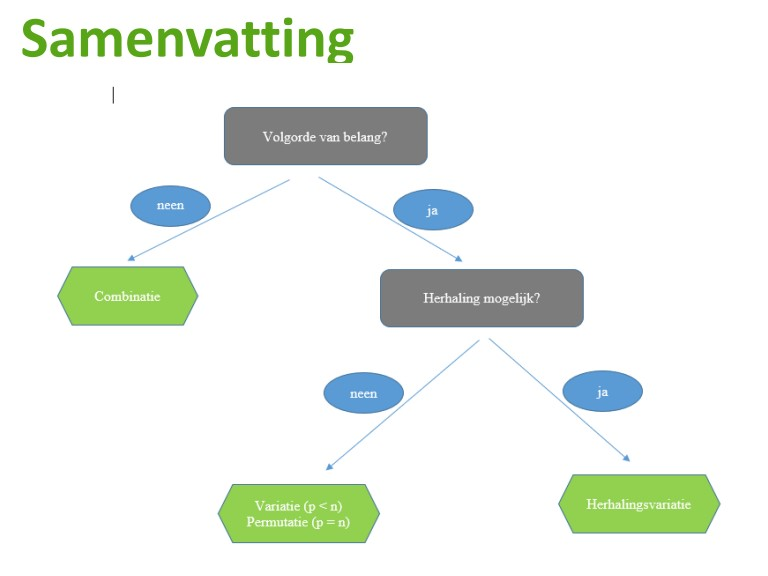 Samenvatting
Volgorde van belang?
neen
ja
Combinatie
Herhaling mogelijk?
neen
ja
Variatie (p < n)
Permutatie (p = n)
Herhalingsvariatie